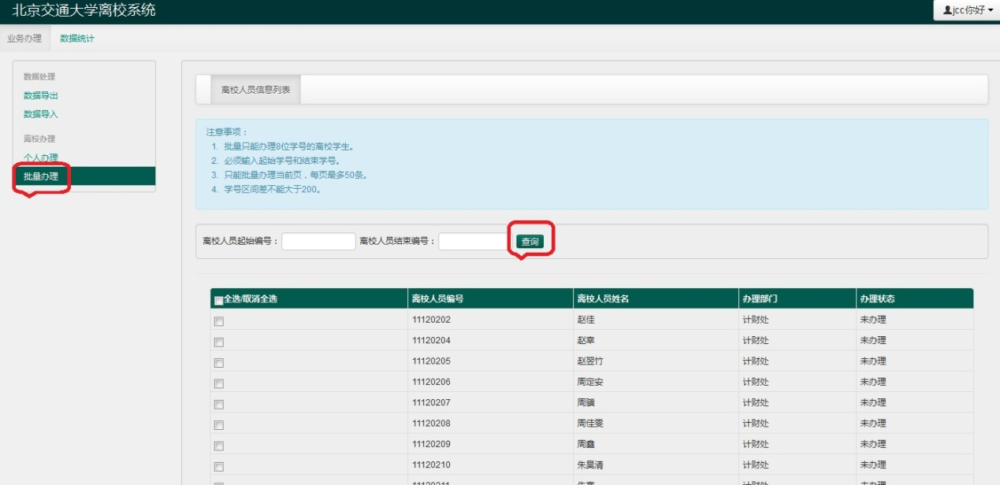 北京交通大学离校系统
jcc你好
业务办理 数据统计
数据处理
数据导出
数据导入
离校办理
个人办理
批量办理
离校人员信息列表
注意事项：
1. 批量只能办理8位学号的离校学生。
2. 必须输入起始学号和结束学号。
3. 只能批量办理当前页，每页最多50条。
4. 学号区间差不能大于200。
离校人员起始编号： 离校人员结束编号： 查询
全选/取消全选 离校人员编号 离校人员姓名 办理部门 办理状态
11120202 赵佳 计财处 未办理
11120204 赵幸 计财处 未办理
11120205 赵翌竹 计财处 未办理
11120206 周定安 计财处 未办理
11120207 周骥 计财处 未办理
11120208 周佳雯 计财处 未办理
11120209 周鑫 计财处 未办理
11120210 朱昊清 计财处 未办理
11120211 计财处 未办理